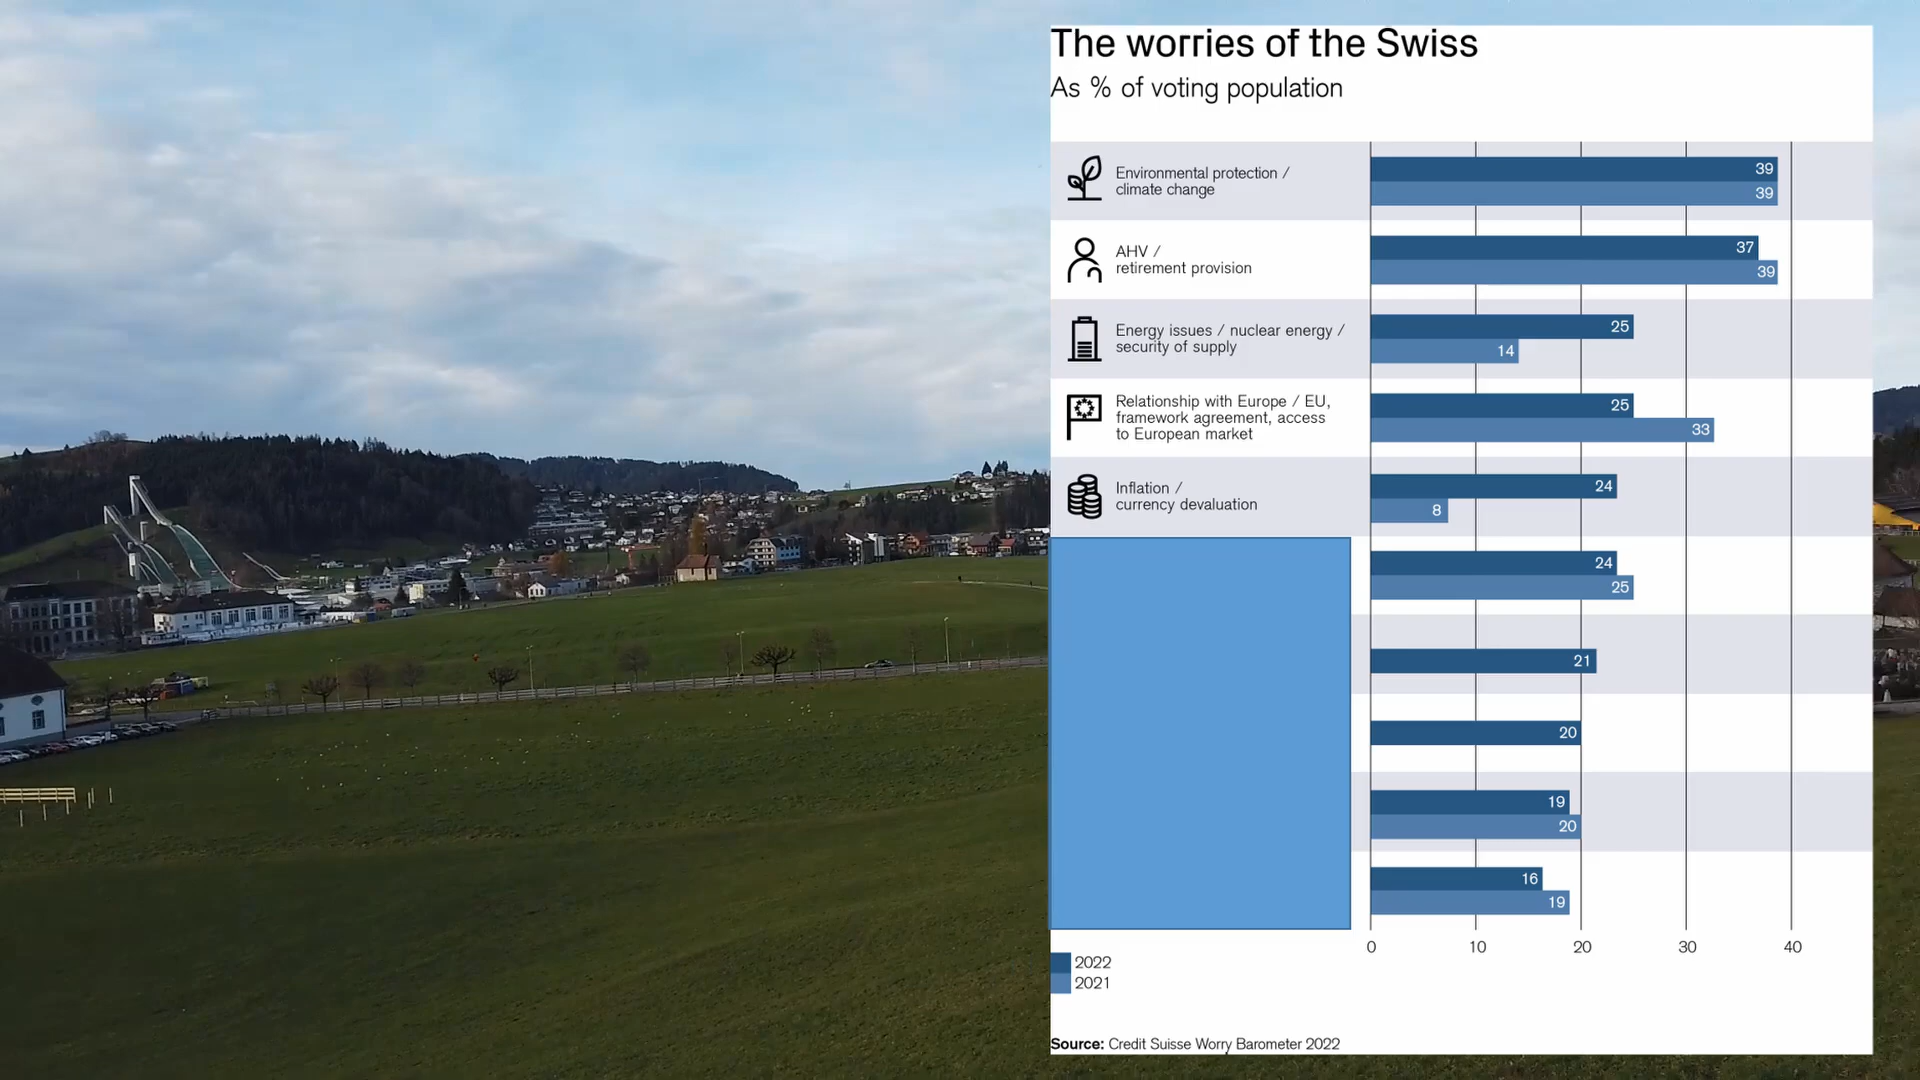 The worries of the Swiss
As % of voting population
Environmental protection /
climate change
39
39
AHV /
retirement provision
37
39
Energy issues / nuclear energy /
security of supply
25
14
Relationship with Europe / EU,
framework agreement, access
to European market
25
33
Inflation /
currency devaluation
24
8
24
25
21
20
19
20
16
19
0 10 20 30 40
2022
2021
Source: Credit Suisse Worry Barometer 2022